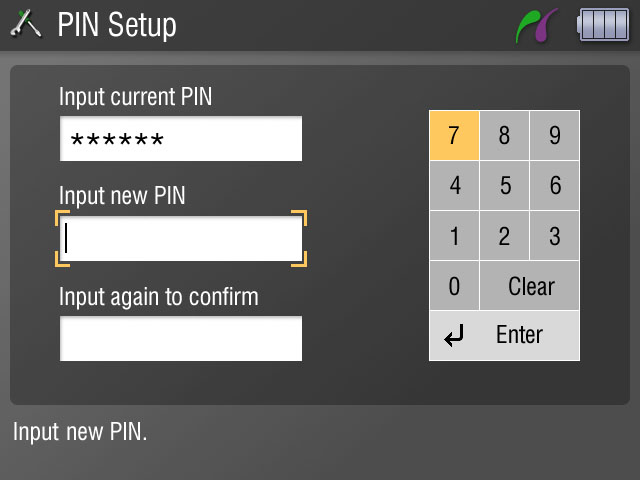 PIN Setup
Input current PIN
******
Input new PIN
Input again to confirm
7 8 9
4 5 6
1 2 3
0 Clear
Enter
Input new PIN.